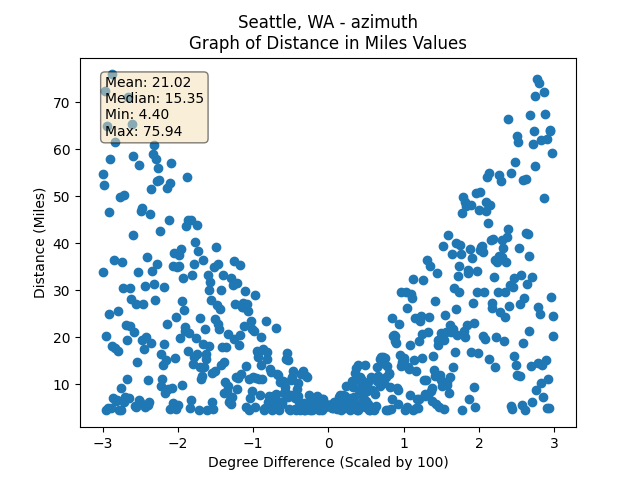 Seattle, WA - azimuth
Graph of Distance in Miles Values
Mean: 21.02
Median: 15.35
Min: 4.40
Max: 75.94
70
60
50
40
30
20
10
Distance (Miles)
−3 −2 −1 0 1 2 3
Degree Difference (Scaled by 100)